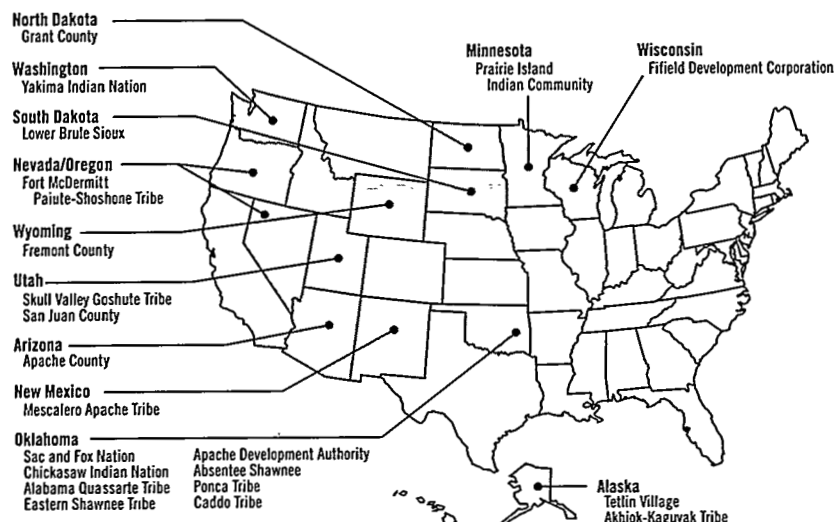 North Dakota
Grant County
Washington
Yakima Indian Nation
South Dakota
Lower Brule Sioux
Nevada/Oregon
Fort McDermitt
Paiute-Shoshone Tribe
Wyoming
Fremont County
Utah
Skull Valley Goshute Tribe
San Juan County
Arizona
Apache County
New Mexico
Mescalero Apache Tribe
Oklahoma
Sac and Fox Nation
Chickasaw Indian Nation
Alabama Quassarte Tribe
Eastern Shawnee Tribe
Apache Development Authority
Absentee Shawnee
Ponca Tribe
Caddo Tribe
Minnesota
Prairie Island
Indian Community
Wisconsin
Fifield Development Corporation
Alaska
Tetlin Village
Akhiok-Kaguyak Tribe